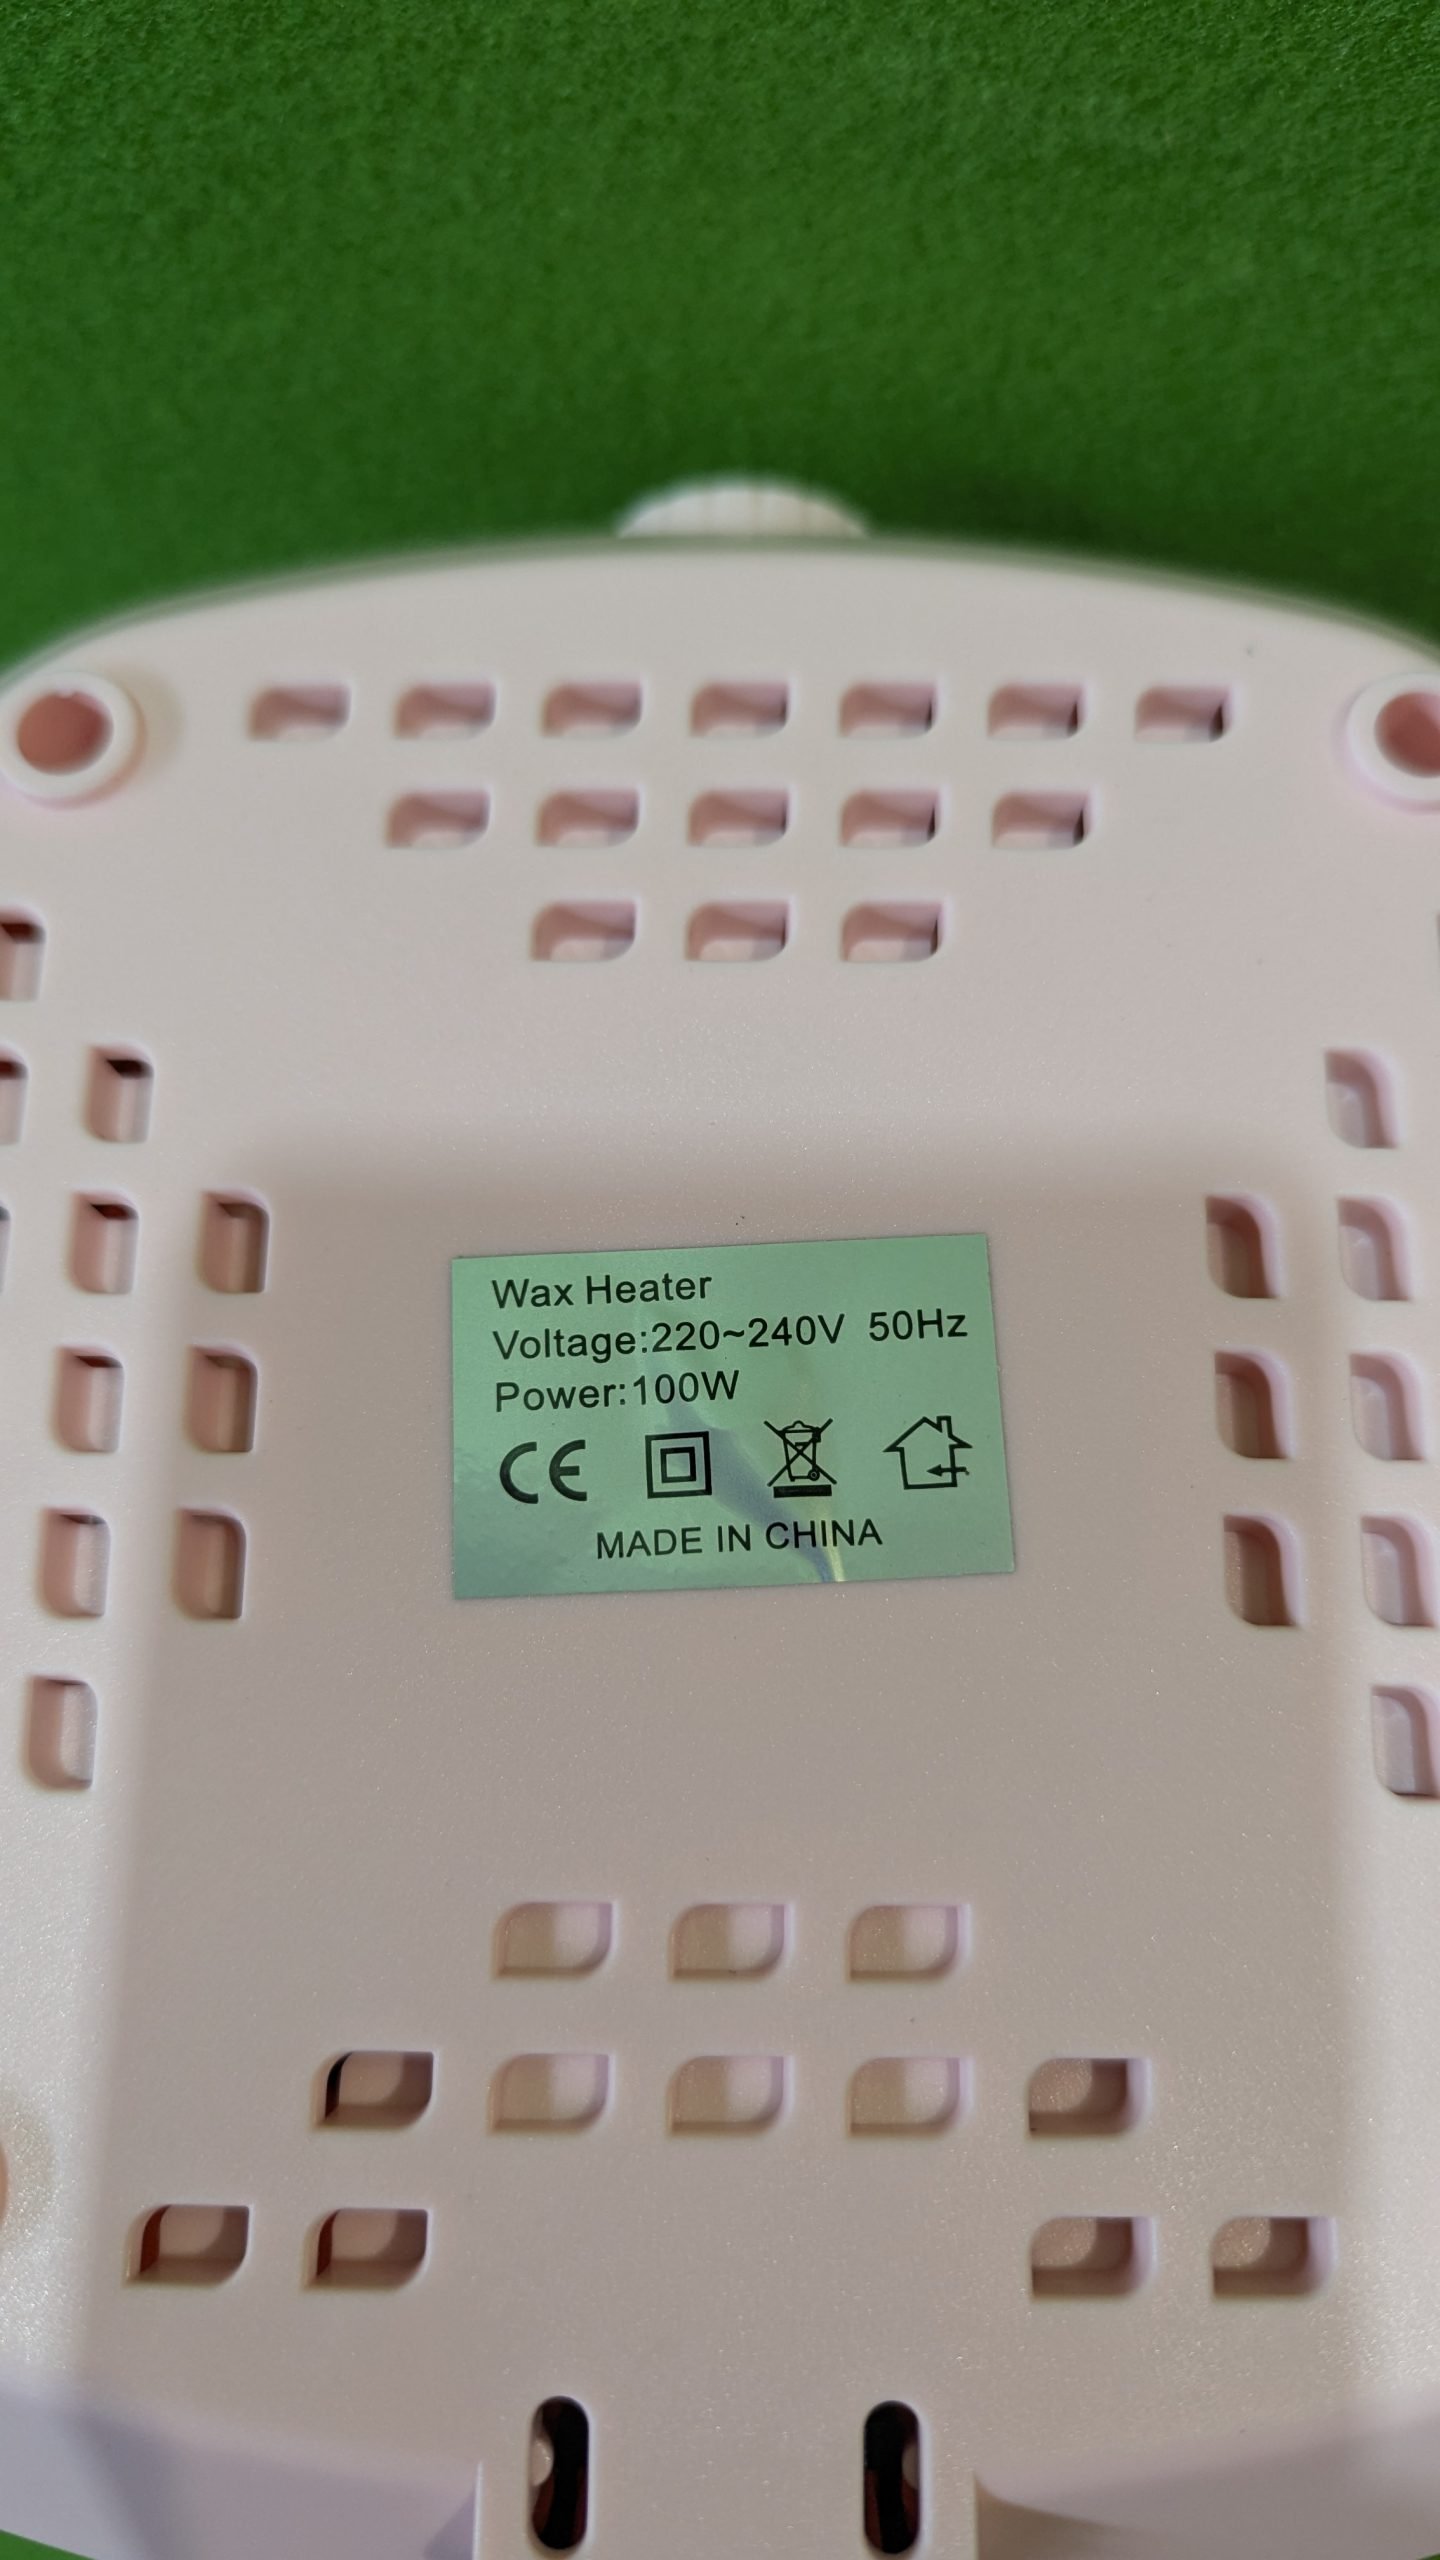 Wax Heater
Voltage:220~240V 50Hz
Power:100W
CE
MADE IN CHINA